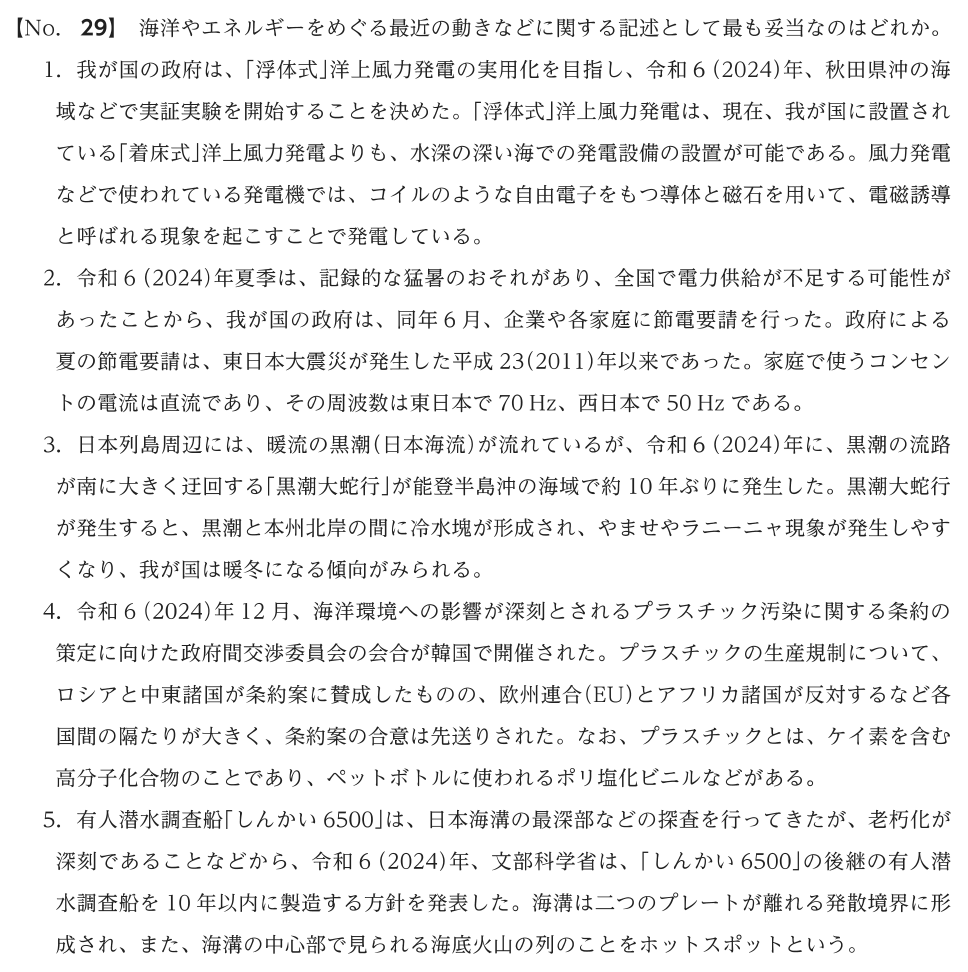 【No. 29】 海洋やエネルギーをめぐる最近の動きなどに関する記述として最も妥当なのはどれか。
1. 我が国の政府は、「浮体式」洋上風力発電の実用化を目指し、令和6(2024)年、秋田県沖の海
域などで実証実験を開始することを決めた。「浮体式」洋上風力発電は、現在、我が国に設置され
ている「着床式」洋上風力発電よりも、水深の深い海での発電設備の設置が可能である。風力発電
などで使われている発電機では、コイルのような自由電子をもつ導体と磁石を用いて、電磁誘導
と呼ばれる現象を起こすことで発電している。
2. 令和6(2024)年夏季は、記録的な猛暑のおそれがあり、全国で電力供給が不足する可能性が
あったことから、我が国の政府は、同年6月、企業や各家庭に節電要請を行った。政府による
夏の節電要請は、東日本大震災が発生した平成23(2011)年以来であった。家庭で使うコンセン
トの電流は直流であり、その周波数は東日本で70 Hz、西日本で50 Hzである。
3. 日本列島周辺には、暖流の黒潮(日本海流)が流れているが、令和6(2024)年に、黒潮の流路
が南に大きく迂回する「黒潮大蛇行」が能登半島沖の海域で約10年ぶりに発生した。黒潮大蛇行
が発生すると、黒潮と本州北岸の間に冷水塊が形成され、やませやラニーニャ現象が発生しやす
くなり、我が国は暖冬になる傾向がみられる。
4. 令和6(2024)年12月、海洋環境への影響が深刻とされるプラスチック汚染に関する条約の
策定に向けた政府間交渉委員会の会合が韓国で開催された。プラスチックの生産規制について、
ロシアと中東諸国が条約案に賛成したものの、欧州連合(EU)とアフリカ諸国が反対するなど各
国間の隔たりが大きく、条約案の合意は先送りされた。なお、プラスチックとは、ケイ素を含む
高分子化合物のことであり、ペットボトルに使われるポリ塩化ビニルなどがある。
5. 有人潜水調査船「しんかい6500」は、日本海溝の最深部などの探査を行ってきたが、老朽化が
深刻であることなどから、令和6(2024)年、文部科学省は、「しんかい6500」の後継の有人潜
水調査船を10年以内に製造する方針を発表した。海溝は二つのプレートが離れる発散境界に形
成され、また、海溝の中心部で見られる海底火山の列のことをホットスポットという。